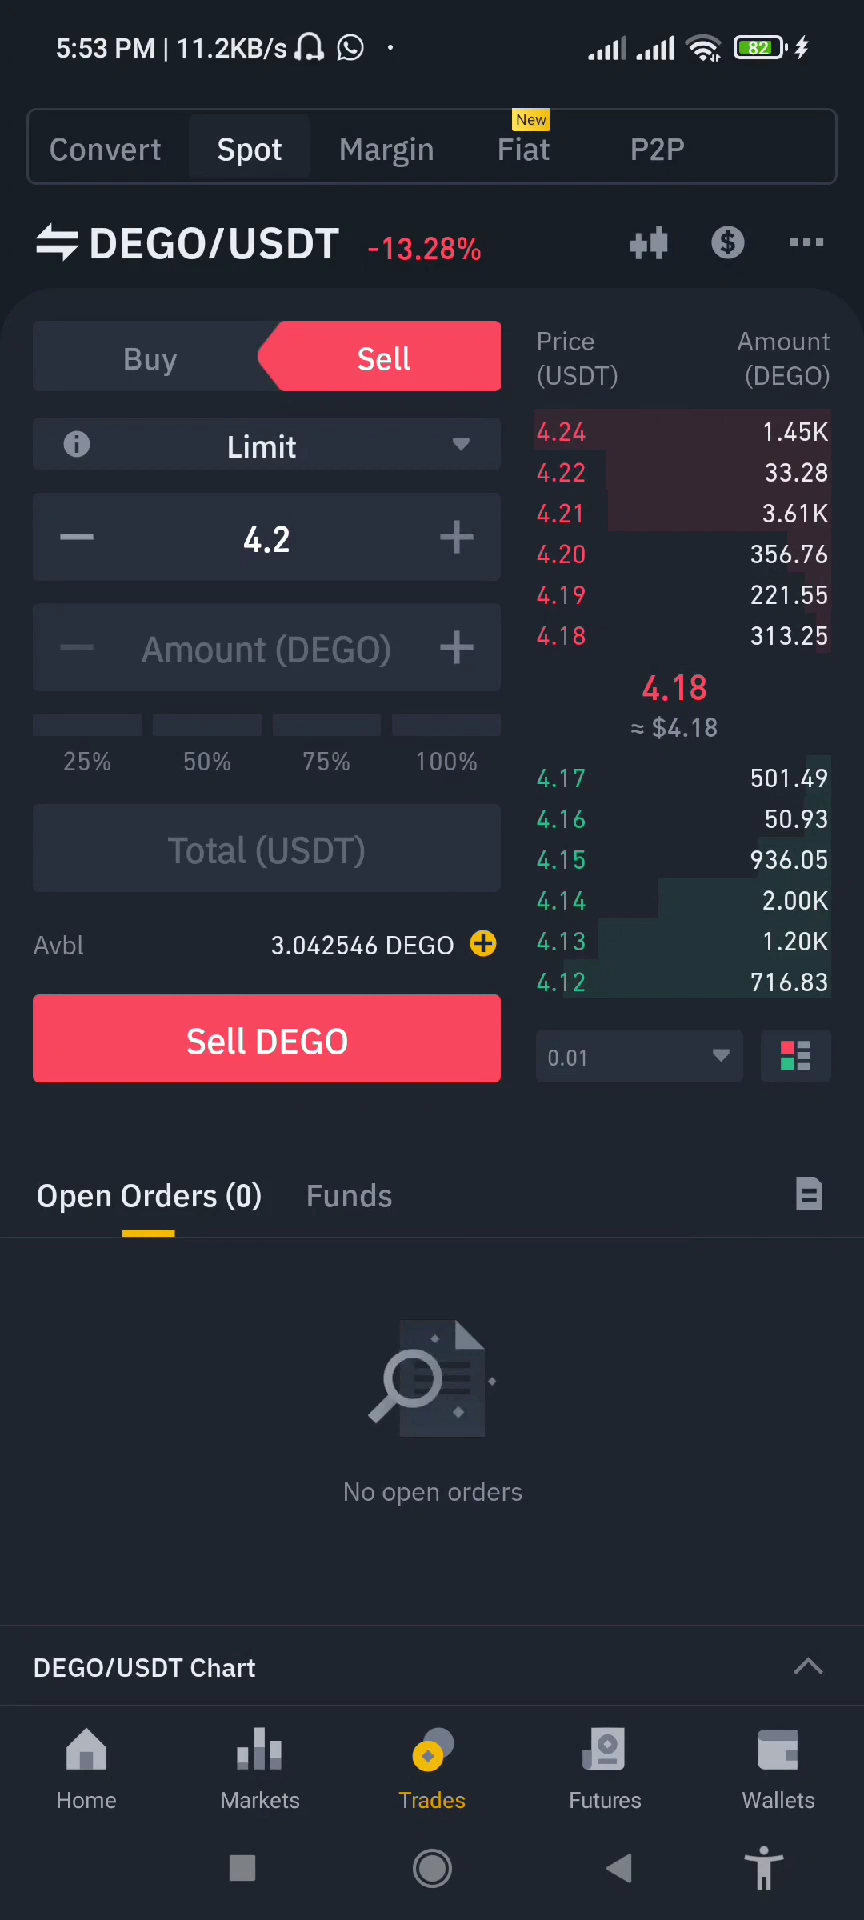 5:53 PM | 11.2KB/s
82
New
Convert Spot Margin Fiat P2P
DEGO/USDT -13.28%
Buy Sell
Limit
4.2
Amount (DEGO)
25% 50% 75% 100%
Total (USDT)
Avbl 3.042546 DEGO
Sell DEGO
Price Amount
(USDT) (DEGO)
4.24 1.45K
4.22 33.28
4.21 3.61K
4.20 356.76
4.19 221.55
4.18 313.25
4.18
≈ $4.18
4.17 501.49
4.16 50.93
4.15 936.05
4.14 2.00K
4.13 1.20K
4.12 716.83
0.01
Open Orders (0) Funds
No open orders
DEGO/USDT Chart
Home Markets Trades Futures Wallets